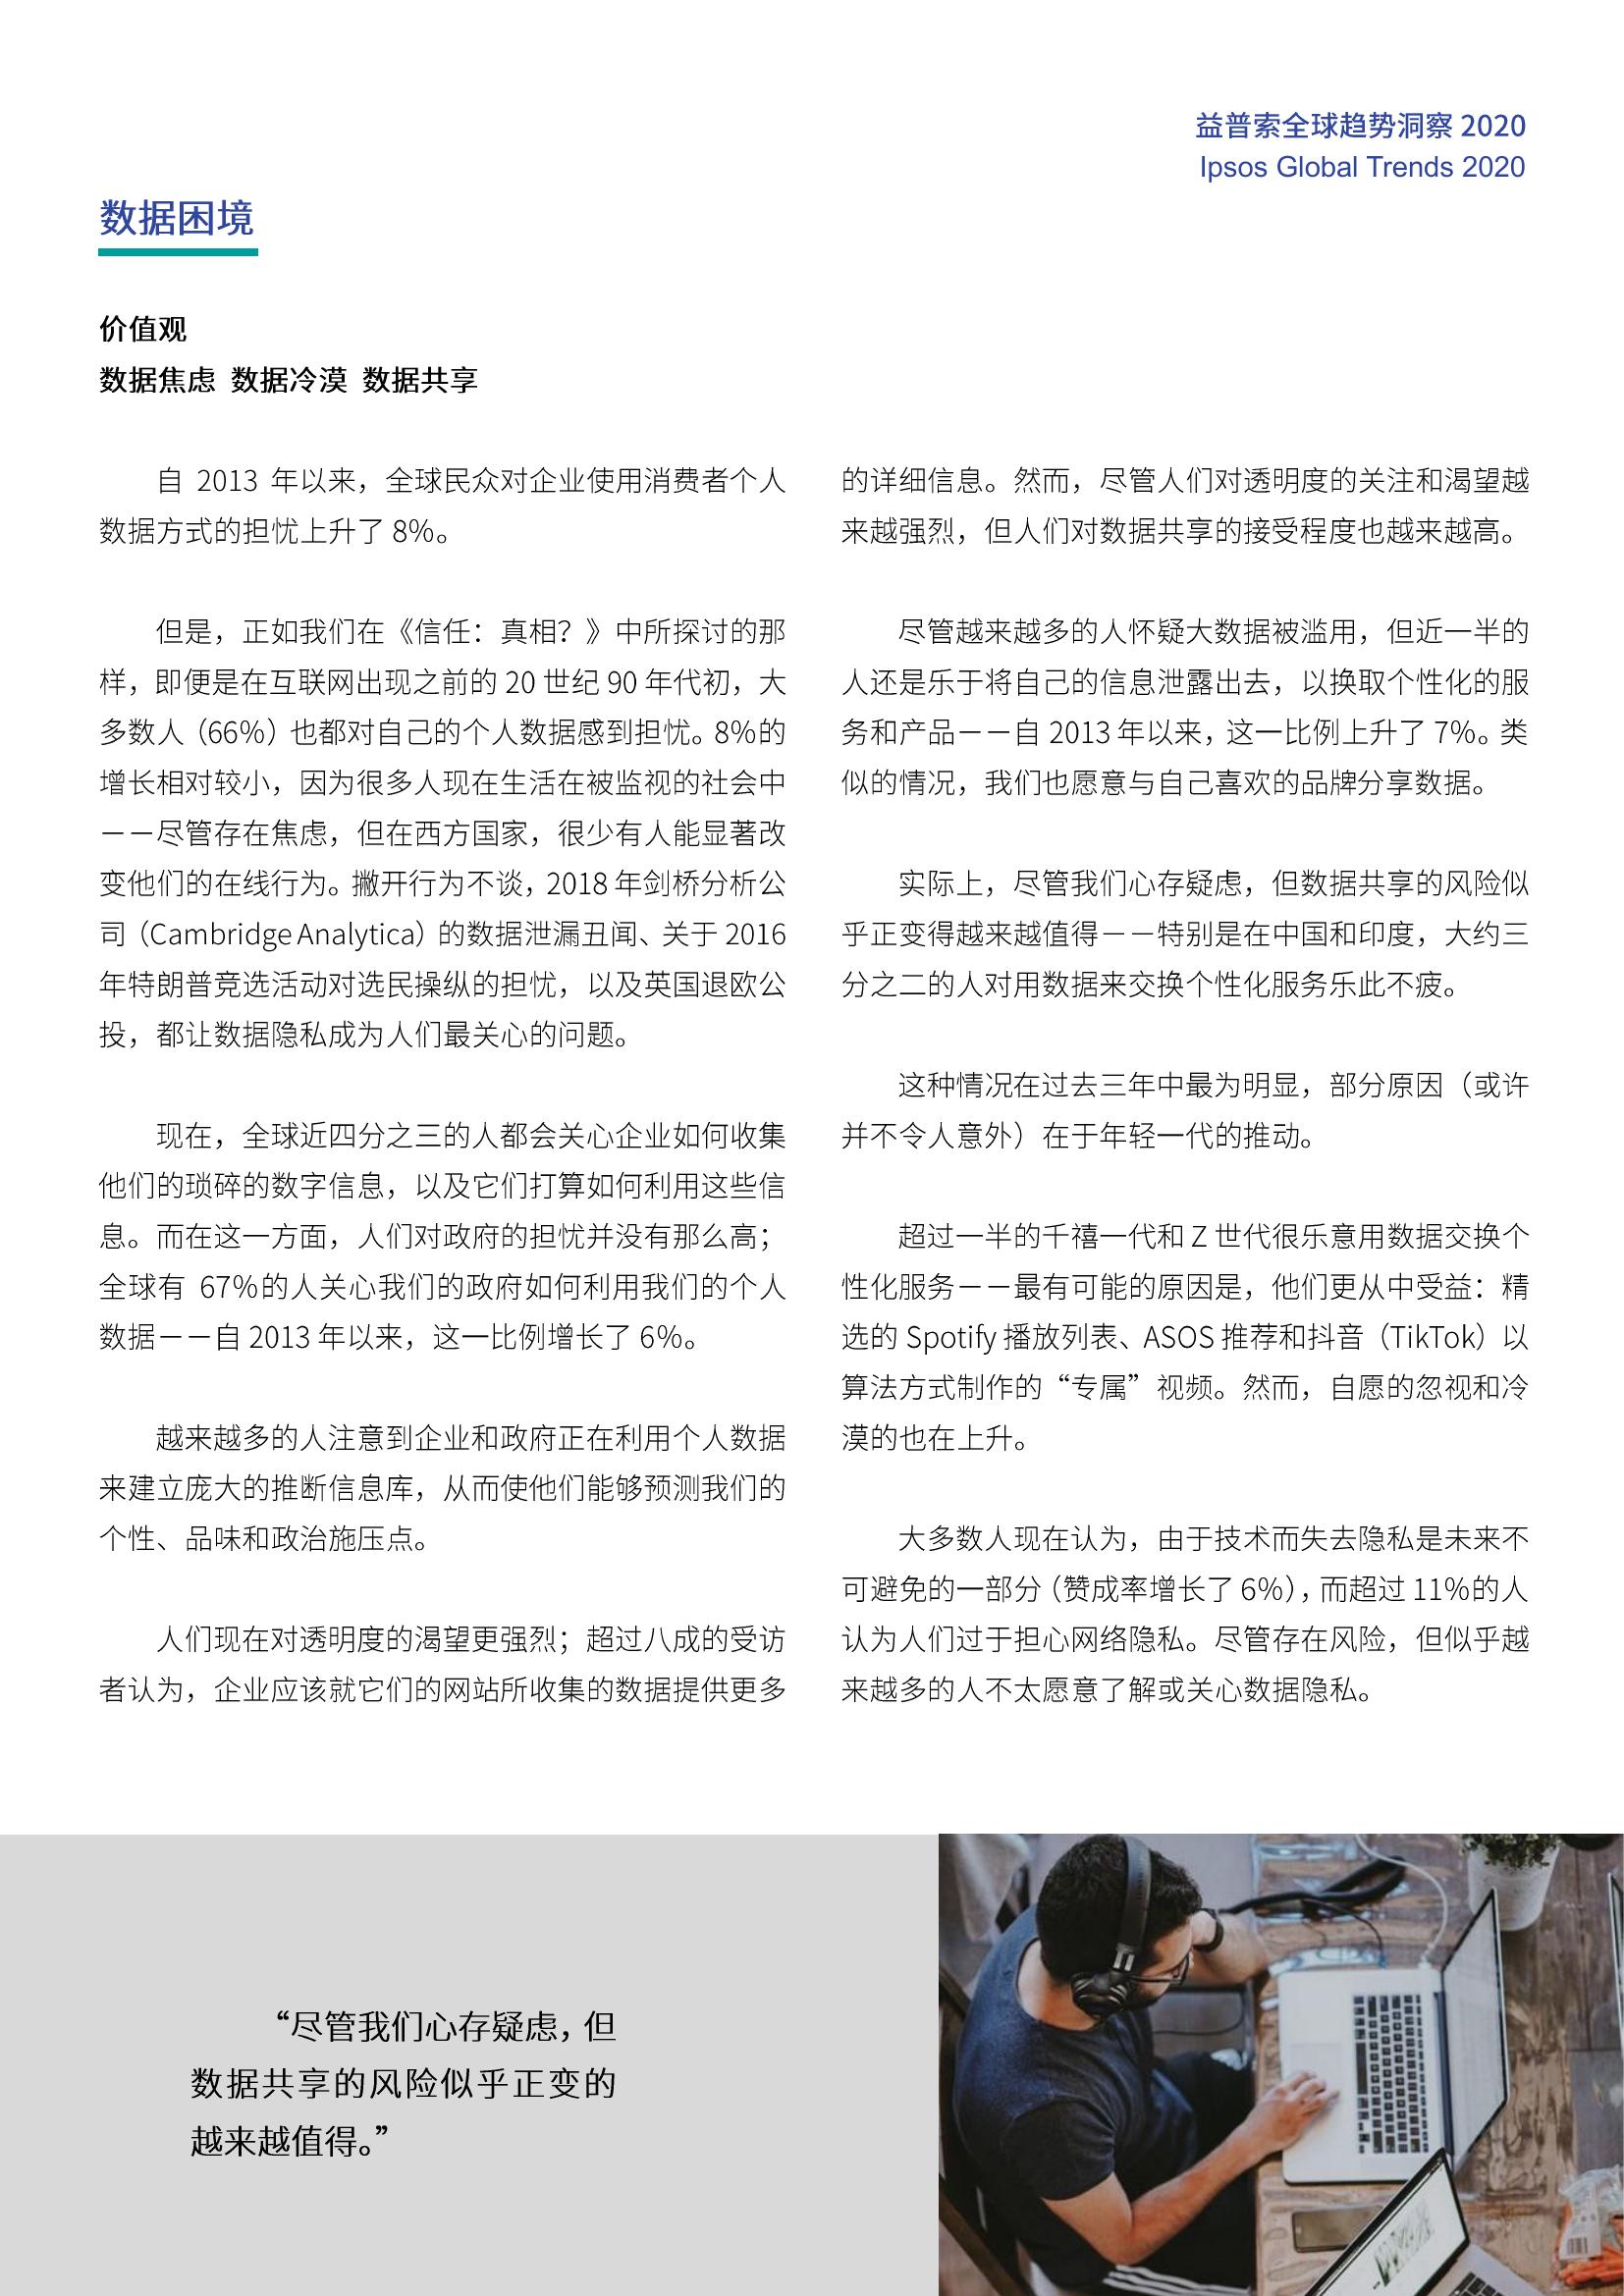 益普索全球趋势洞察 2020
Ipsos Global Trends 2020
数据困境
价值观
数据焦虑 数据冷漠 数据共享
自 2013 年以来，全球民众对企业使用消费者个人
数据方式的担忧上升了 8%。
但是，正如我们在《信任：真相？》中所探讨的那
样，即便是在互联网出现之前的 20 世纪 90 年代初，大
多数人（66%）也都对自己的个人数据感到担忧。8%的
增长相对较小，因为很多人现在生活在被监视的社会中
——尽管存在焦虑，但在西方国家，很少有人能显著改
变他们的在线行为。撇开行为不谈，2018 年剑桥分析公
司（Cambridge Analytica）的数据泄漏丑闻、关于 2016
年特朗普竞选活动对选民操纵的担忧，以及英国退欧公
投，都让数据隐私成为人们最关心的问题。
现在，全球近四分之三的人都会关心企业如何收集
他们的琐碎的数字信息，以及它们打算如何利用这些信
息。而在这一方面，人们对政府的担忧并没有那么高；
全球有 67%的人关心我们的政府如何利用我们的个人
数据——自 2013 年以来，这一比例增长了 6%。
越来越多的人注意到企业和政府正在利用个人数据
来建立庞大的推断信息库，从而使他们能够预测我们的
个性、品味和政治施压点。
人们现在对透明度的渴望更强烈；超过八成的受访
者认为，企业应该就它们的网站所收集的数据提供更多
的详细信息。然而，尽管人们对透明度的关注和渴望越
来越强烈，但人们对数据共享的接受程度也越来越高。
尽管越来越多的人怀疑大数据被滥用，但近一半的
人还是乐于将自己的信息泄露出去，以换取个性化的服
务和产品——自 2013 年以来，这一比例上升了 7%。类
似的情况，我们也愿意与自己喜欢的品牌分享数据。
实际上，尽管我们心存疑虑，但数据共享的风险似
乎正变得越来越值得——特别是在中国和印度，大约三
分之二的人对用数据来交换个性化服务乐此不疲。
这种情况在过去三年中最为明显，部分原因（或许
并不令人意外）在于年轻一代的推动。
超过一半的千禧一代和 Z 世代很乐意用数据交换个
性化服务——最有可能的原因是，他们更从中受益：精
选的 Spotify 播放列表、ASOS 推荐和抖音（TikTok）以
算法方式制作的“专属”视频。然而，自愿的忽视和冷
漠的也在上升。
大多数人现在认为，由于技术而失去隐私是未来不
可避免的一部分（赞成率增长了 6%），而超过 11%的人
认为人们过于担心网络隐私。尽管存在风险，但似乎越
来越多的人不太愿意了解或关心数据隐私。
“尽管我们心存疑虑，但
数据共享的风险似乎正变的
越来越值得。”